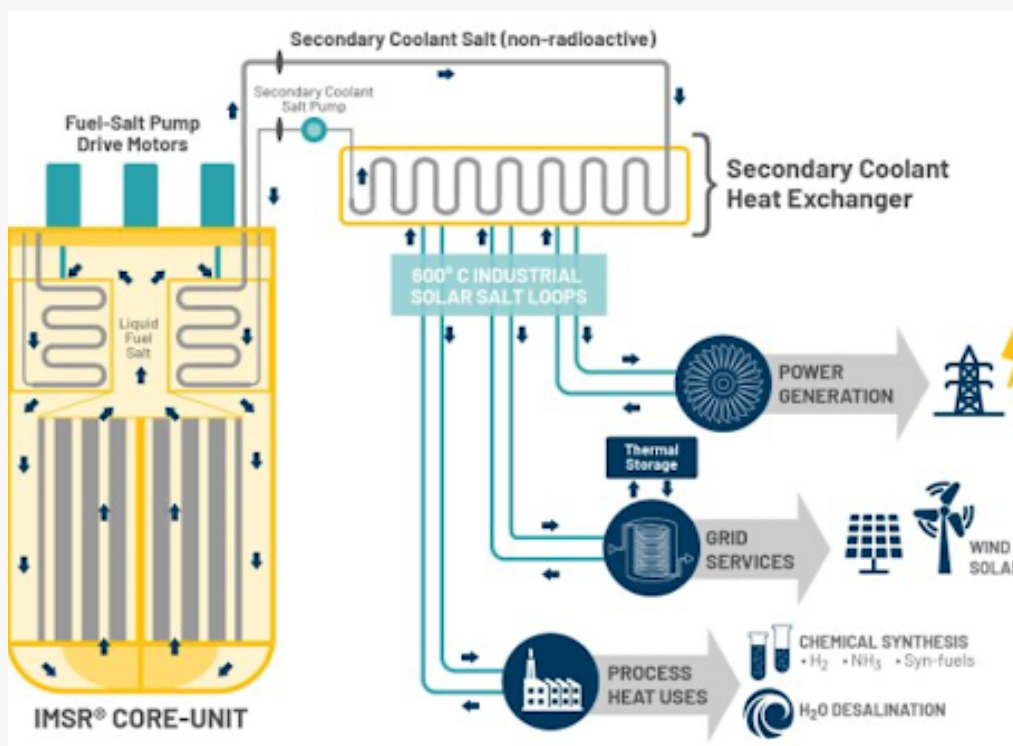 Secondary Coolant Salt (non-radioactive)
Secondary Coolant
Salt Pump
Fuel-Salt Pump
Drive Motors
Secondary Coolant
Heat Exchanger
600° C INDUSTRIAL
SOLAR SALT LOOPS
Liquid
Fuel
Salt
POWER
GENERATION
Thermal
Storage
GRID
SERVICES
WIND
SOLAR
PROCESS
HEAT USES
CHEMICAL SYNTHESIS
• H₂ • NH₃ • Syn-fuels
H₂O DESALINATION
IMSR® CORE-UNIT